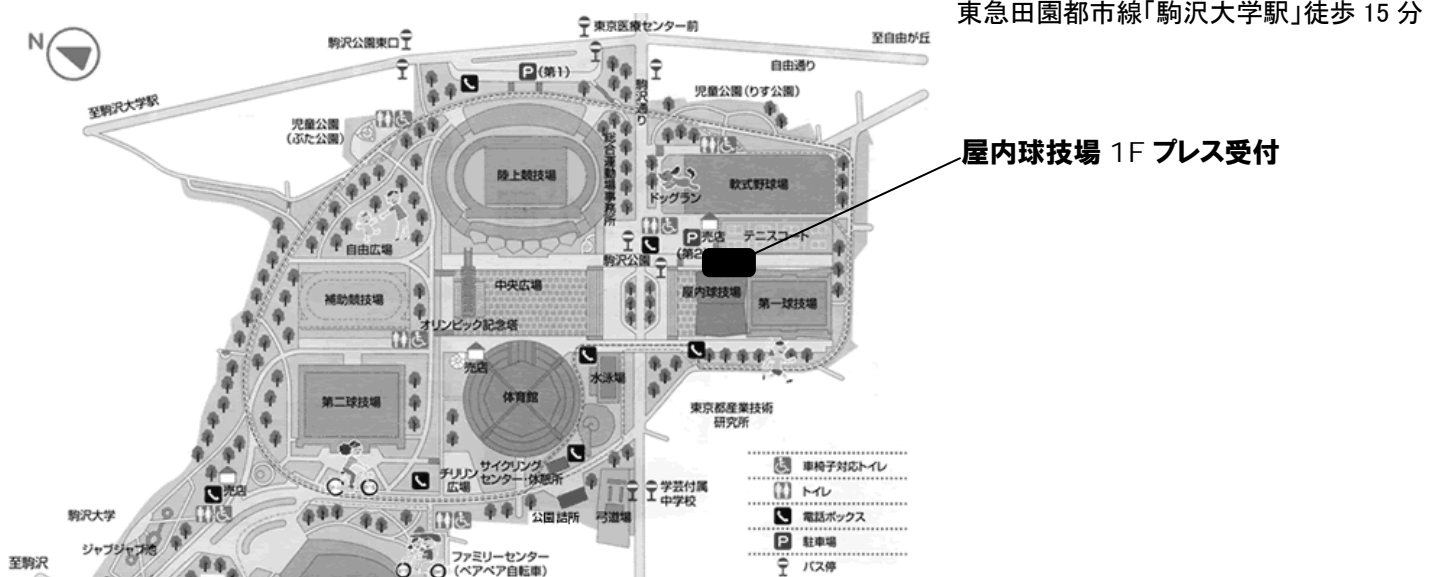 東急田園都市線「駒沢大学駅」徒歩 15 分
N
東京医療センター前
駒沢公園東口
至自由が丘
自由通り
P(第1)
駒沢通り
児童公園(りす公園)
至駒沢大学駅
児童公園
(ぶた公園)
屋内球技場 1F プレス受付
総合運動場事務所
陸上競技場
軟式野球場
ドッグラン
自由広場
P
売店
テニスコート
(第2
駒沢公園
中央広場
補助競技場
屋内球技場
第一球技場
オリンピック記念塔
売店
水泳場
体育館
第二球技場
東京都産業技術
研究所
チリリン
広場
サイクリング
センター・休憩所
車椅子対応トイレ
トイレ
電話ボックス
P
駐車場
バス停
売店
学芸付属
中学校
駒沢大学
公園詰所
弓道場
ジャブジャブ池
至駒沢
ファミリーセンター
(ペアペア自転車)